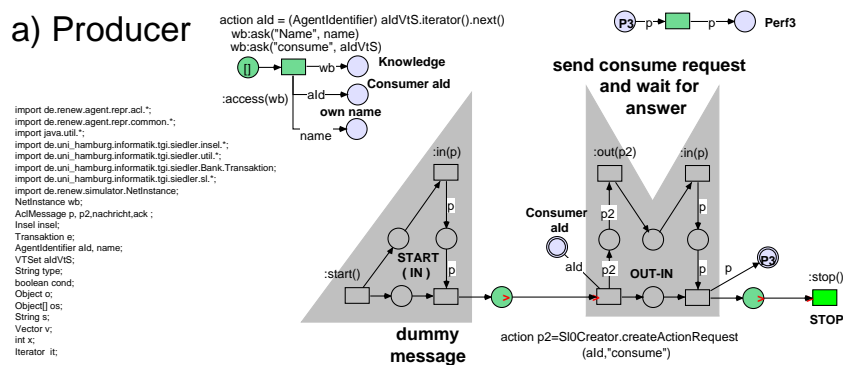 a) Producer
action aId = (AgentIdentifier) aIdVtS.iterator().next()
wb:ask("Name", name)
wb:ask("consume", aIdVtS)
[]
wb
Knowledge
:access(wb)
aId
Consumer aId
own name
name
P3
p
p
Perf3
send consume request
and wait for
answer
import de.renew.agent.repr.acl.*;
import de.renew.agent.repr.common.*;
import java.util.*;
import de.uni_hamburg.informatik.tgi.siedler.insel.*;
import de.uni_hamburg.informatik.tgi.siedler.util.*;
import de.uni_hamburg.informatik.tgi.siedler.Bank.Transaktion;
import de.uni_hamburg.informatik.tgi.siedler.sl.*;
import de.renew.simulator.NetInstance;
NetInstance wb;
AclMessage p, p2,nachricht,ack ;
Insel insel;
Transaktion e;
AgentIdentifier aId, name;
VTSet aIdVtS;
String type;
boolean cond;
Object o;
Object[] os;
String s;
Vector v;
int x;
Iterator it;
:in(p)
p
START
( IN )
p
:start()
dummy
message
:out(p2)
:in(p)
Consumer
aId
p2
p
aId
p2
OUT-IN
p
p
P3
:stop()
STOP
action p2=Sl0Creator.createActionRequest
(aId,"consume")